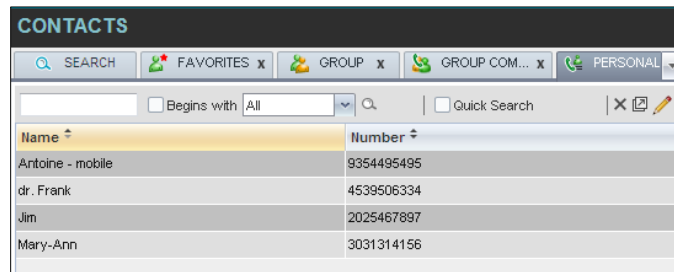 CONTACTS
SEARCH FAVORITES x GROUP x GROUP COM... x PERSONAL
Begins with All Quick Search
Name Number
Antoine - mobile 9354495495
dr. Frank 4539506334
Jim 2025467897
Mary-Ann 3031314156